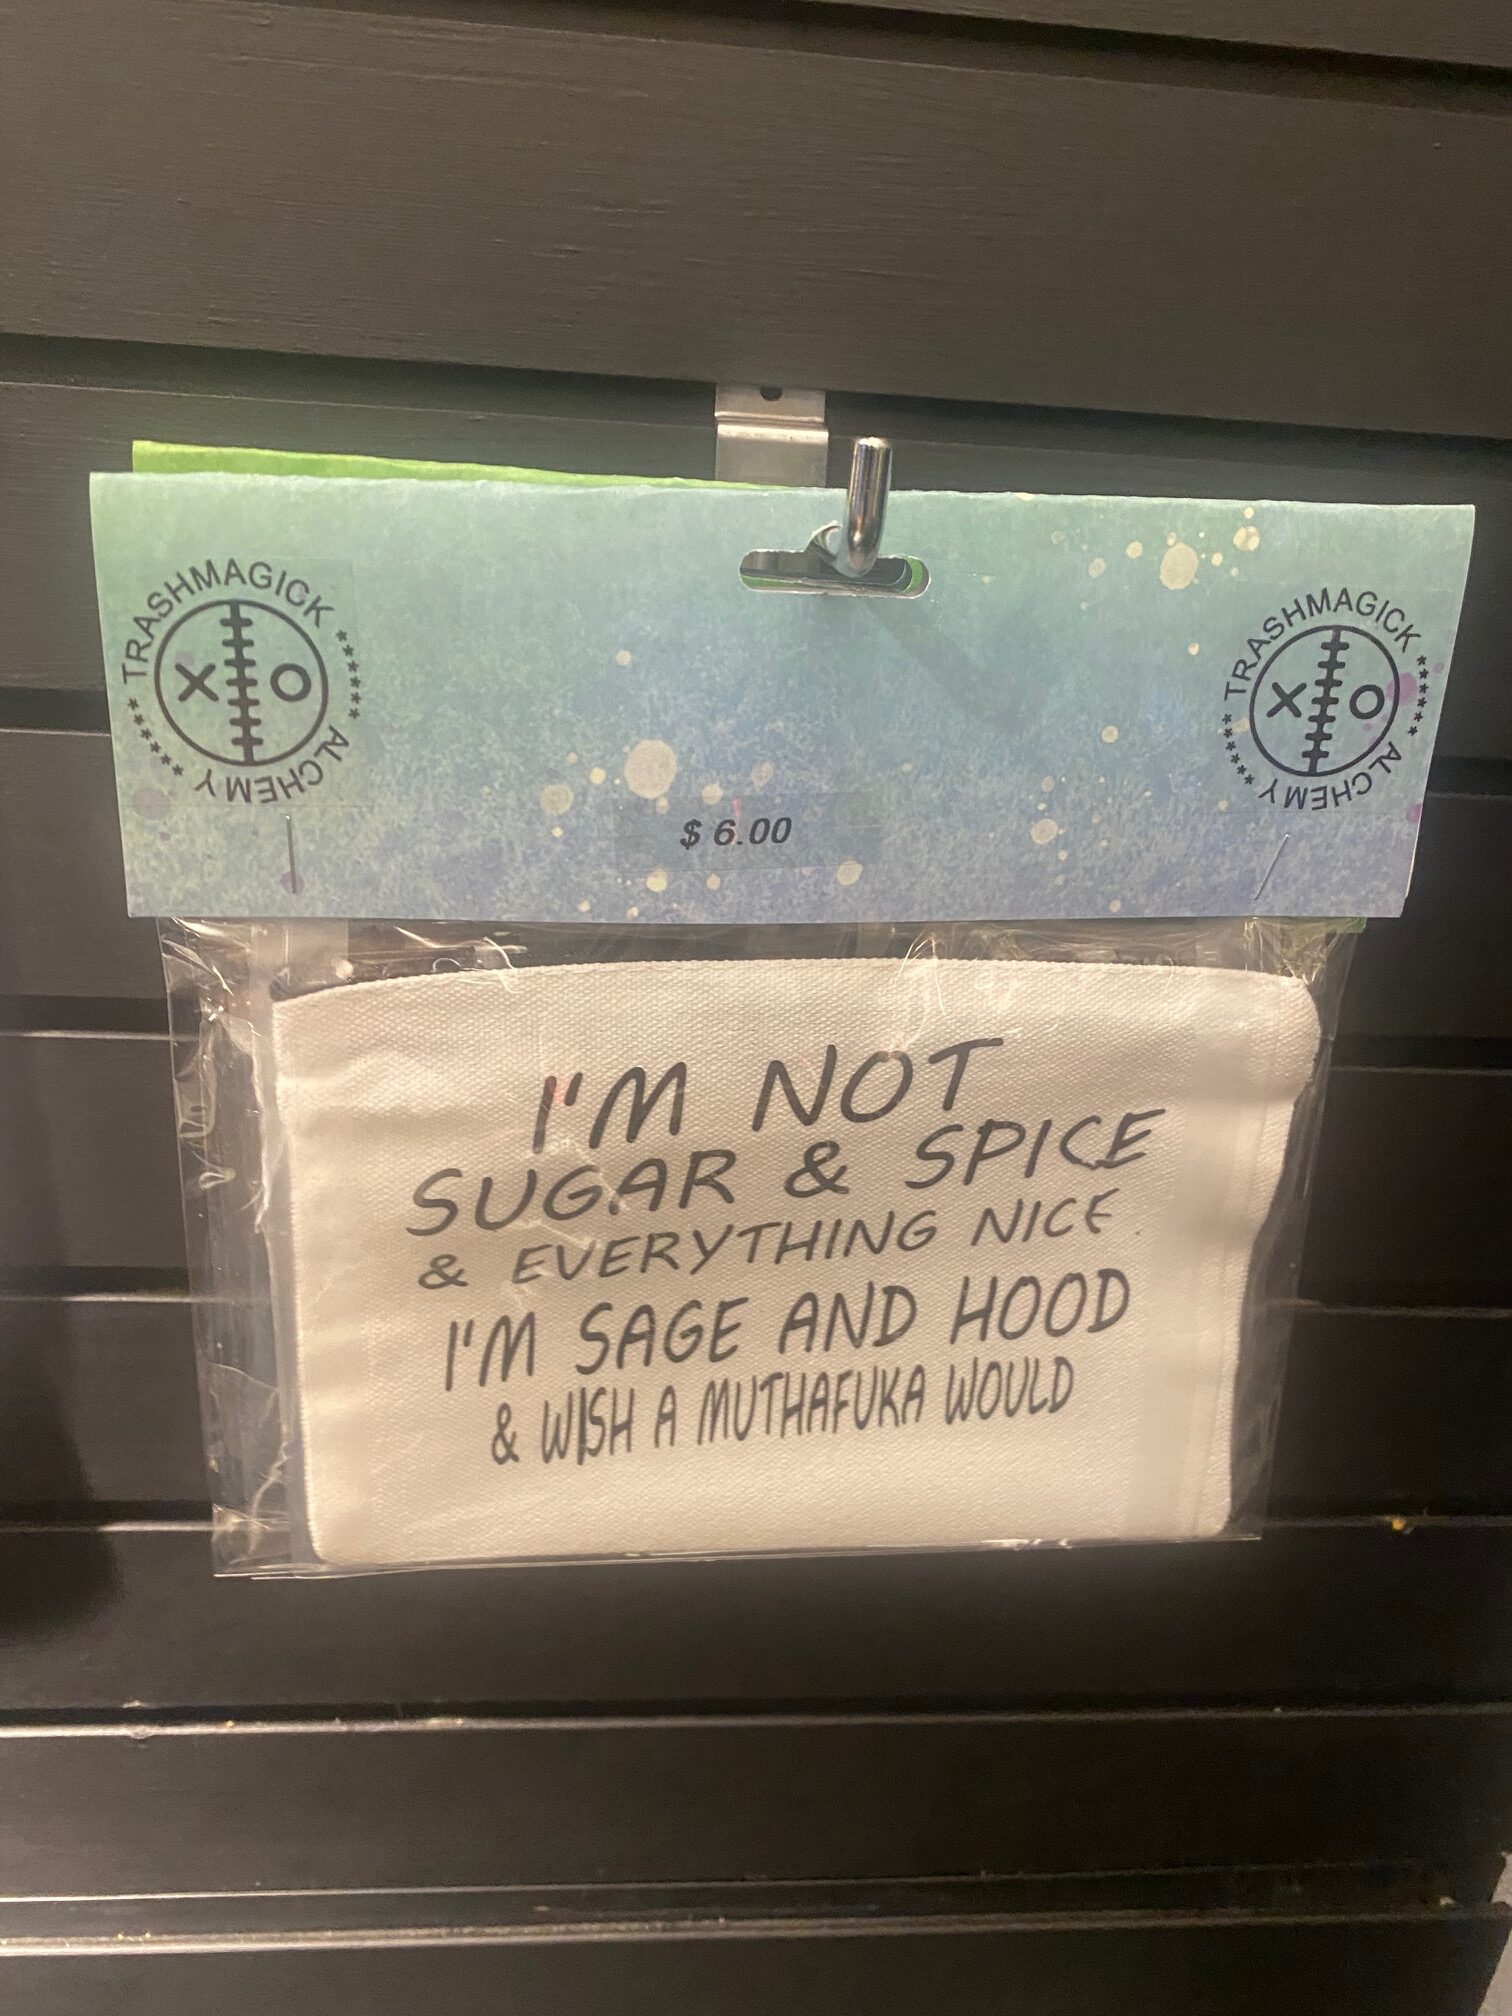 TRASHMAGICK
X O
ALCHEMY
TRASHMAGICK
X O
ALCHEMY
$ 6.00
I'M NOT
SUGAR & SPICE
& EVERYTHING NICE.
I'M SAGE AND HOOD
& WISH A MUTHAFUKA WOULD